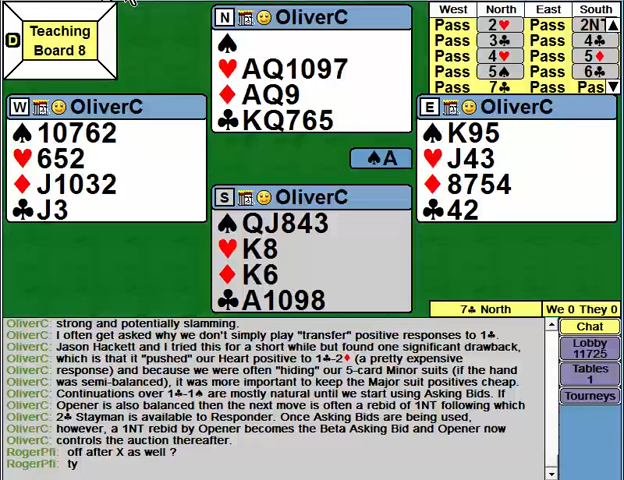 D
Teaching
Board 8
N OliverC
♠
♥ AQ1097
♦ AQ9
♣ KQ765
West North East South
Pass 2♥ Pass 2NT
Pass 3♣ Pass 4♣
Pass 4♥ Pass 5♦
Pass 5♠ Pass 6♣
Pass 7♣ Pass Pas
W OliverC
♠ 10762
♥ 652
♦ J1032
♣ J3
♠A
E OliverC
♠ K95
♥ J43
♦ 8754
♣ 42
S OliverC
♠ QJ843
♥ K8
♦ K6
♣ A1098
7♣ North We 0 They 0
OliverC: strong and potentially slamming.
OliverC: I often get asked why we don't simply play "transfer" positive responses to 1♣.
OliverC: Jason Hackett and I tried this for a short while but found one significant drawback,
OliverC: which is that it "pushed" our Heart positive to 1♣-2♦ (a pretty expensive
OliverC: response) and because we were often "hiding" our 5-card Minor suits (if the hand
OliverC: was semi-balanced), it was more important to keep the Major suit positives cheap.
OliverC: Continuations over 1♣-1♠ are mostly natural until we start using Asking Bids. If
OliverC: Opener is also balanced then the next move is often a rebid of 1NT following which
OliverC: 2♣ Stayman is available to Responder. Once Asking Bids are being used,
OliverC: however, a 1NT rebid by Opener becomes the Beta Asking Bid and Opener now
OliverC: controls the auction thereafter.
RogerPfi: off after X as well ?
RogerPfi: ty
Chat
Lobby
11725
Tables
1
Tourneys